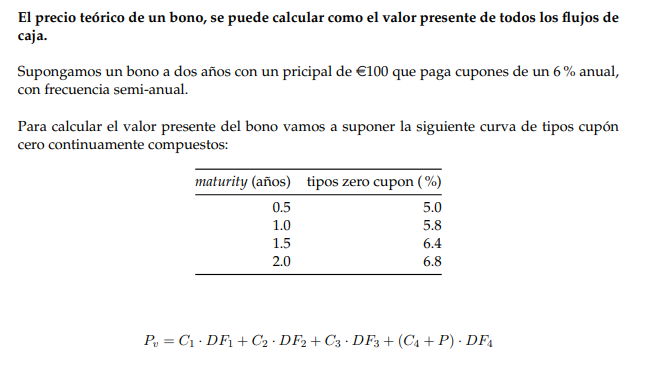 El precio teórico de un bono, se puede calcular como el valor presente de todos los flujos de
caja.
Supongamos un bono a dos años con un pricipal de €100 que paga cupones de un 6 % anual,
con frecuencia semi-anual.
Para calcular el valor presente del bono vamos a suponer la siguiente curva de tipos cupón
cero continuamente compuestos:
maturity (años) tipos zero cupon (%)
0.5 5.0
1.0 5.8
1.5 6.4
2.0 6.8
P_v = C_1 · DF_1 + C_2 · DF_2 + C_3 · DF_3 + (C_4 + P) · DF_4